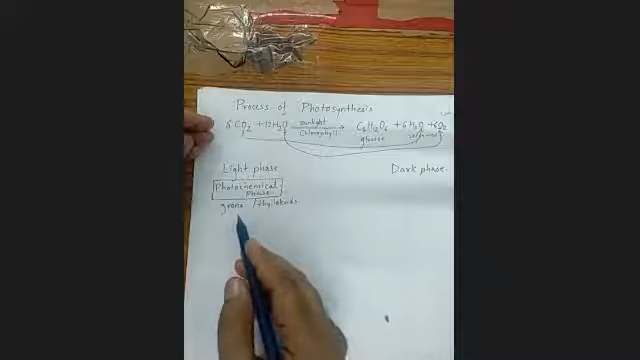 Process of Photosynthesis
6CO2 + 12H2O sunlight Chlorophyll C6H12O6 + 6H2O + 6O2
glucose
Light phase Dark phase.
Photochemical
Phase
grana /thylakoids